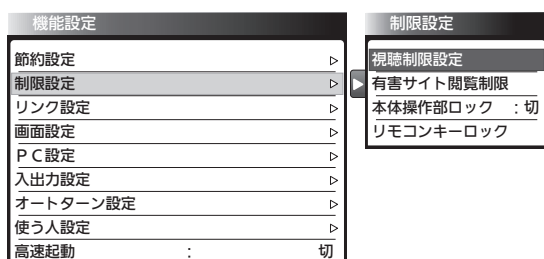 機能設定
節約設定
制限設定
リンク設定
画面設定
ＰＣ設定
入出力設定
オートターン設定
使う人設定
高速起動 : 切
制限設定
視聴制限設定
有害サイト閲覧制限
本体操作部ロック : 切
リモコンキーロック